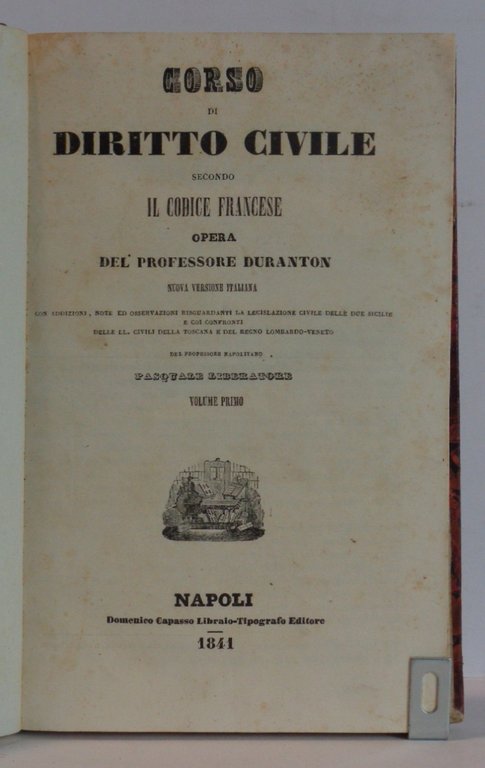 CORSO
DI
DIRITTO CIVILE
SECONDO
IL CODICE FRANCESE
OPERA
DEL PROFESSORE DURANTON
NUOVA VERSIONE ITALIANA
CON ADDIZIONI, NOTE ED OSSERVAZIONI RISGUARDANTI LA LEGISLAZIONE CIVILE DELLE DUE SICILIE
E COI CONFRONTI
DELLE LL. CIVILI DELLA TOSCANA E DEL REGNO LOMBARDO-VENETO
DEL PROFESSORE NAPOLITANO
PASQUALE LIBERATORE
VOLUME PRIMO
NAPOLI
Domenico Capasso Libraio-Tipografo Editore
1841